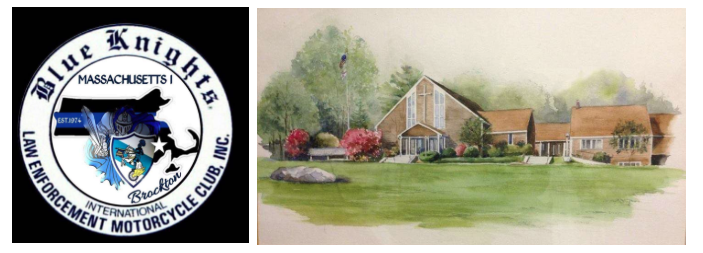 Blue Knights®
MASSACHUSETTS I
EST.1974
Brockton
INTERNATIONAL
LAW ENFORCEMENT MOTORCYCLE CLUB, INC.